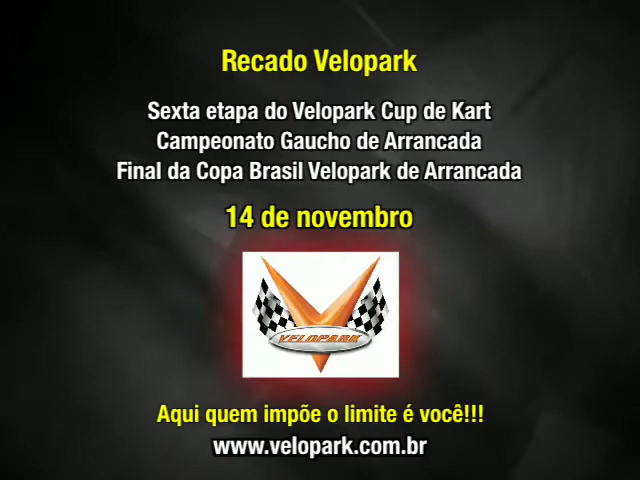 Recado Velopark
Sexta etapa do Velopark Cup de Kart
Campeonato Gaucho de Arrancada
Final da Copa Brasil Velopark de Arrancada
14 de novembro
VELOPARK
Aqui quem impõe o limite é você!!!
www.velopark.com.br